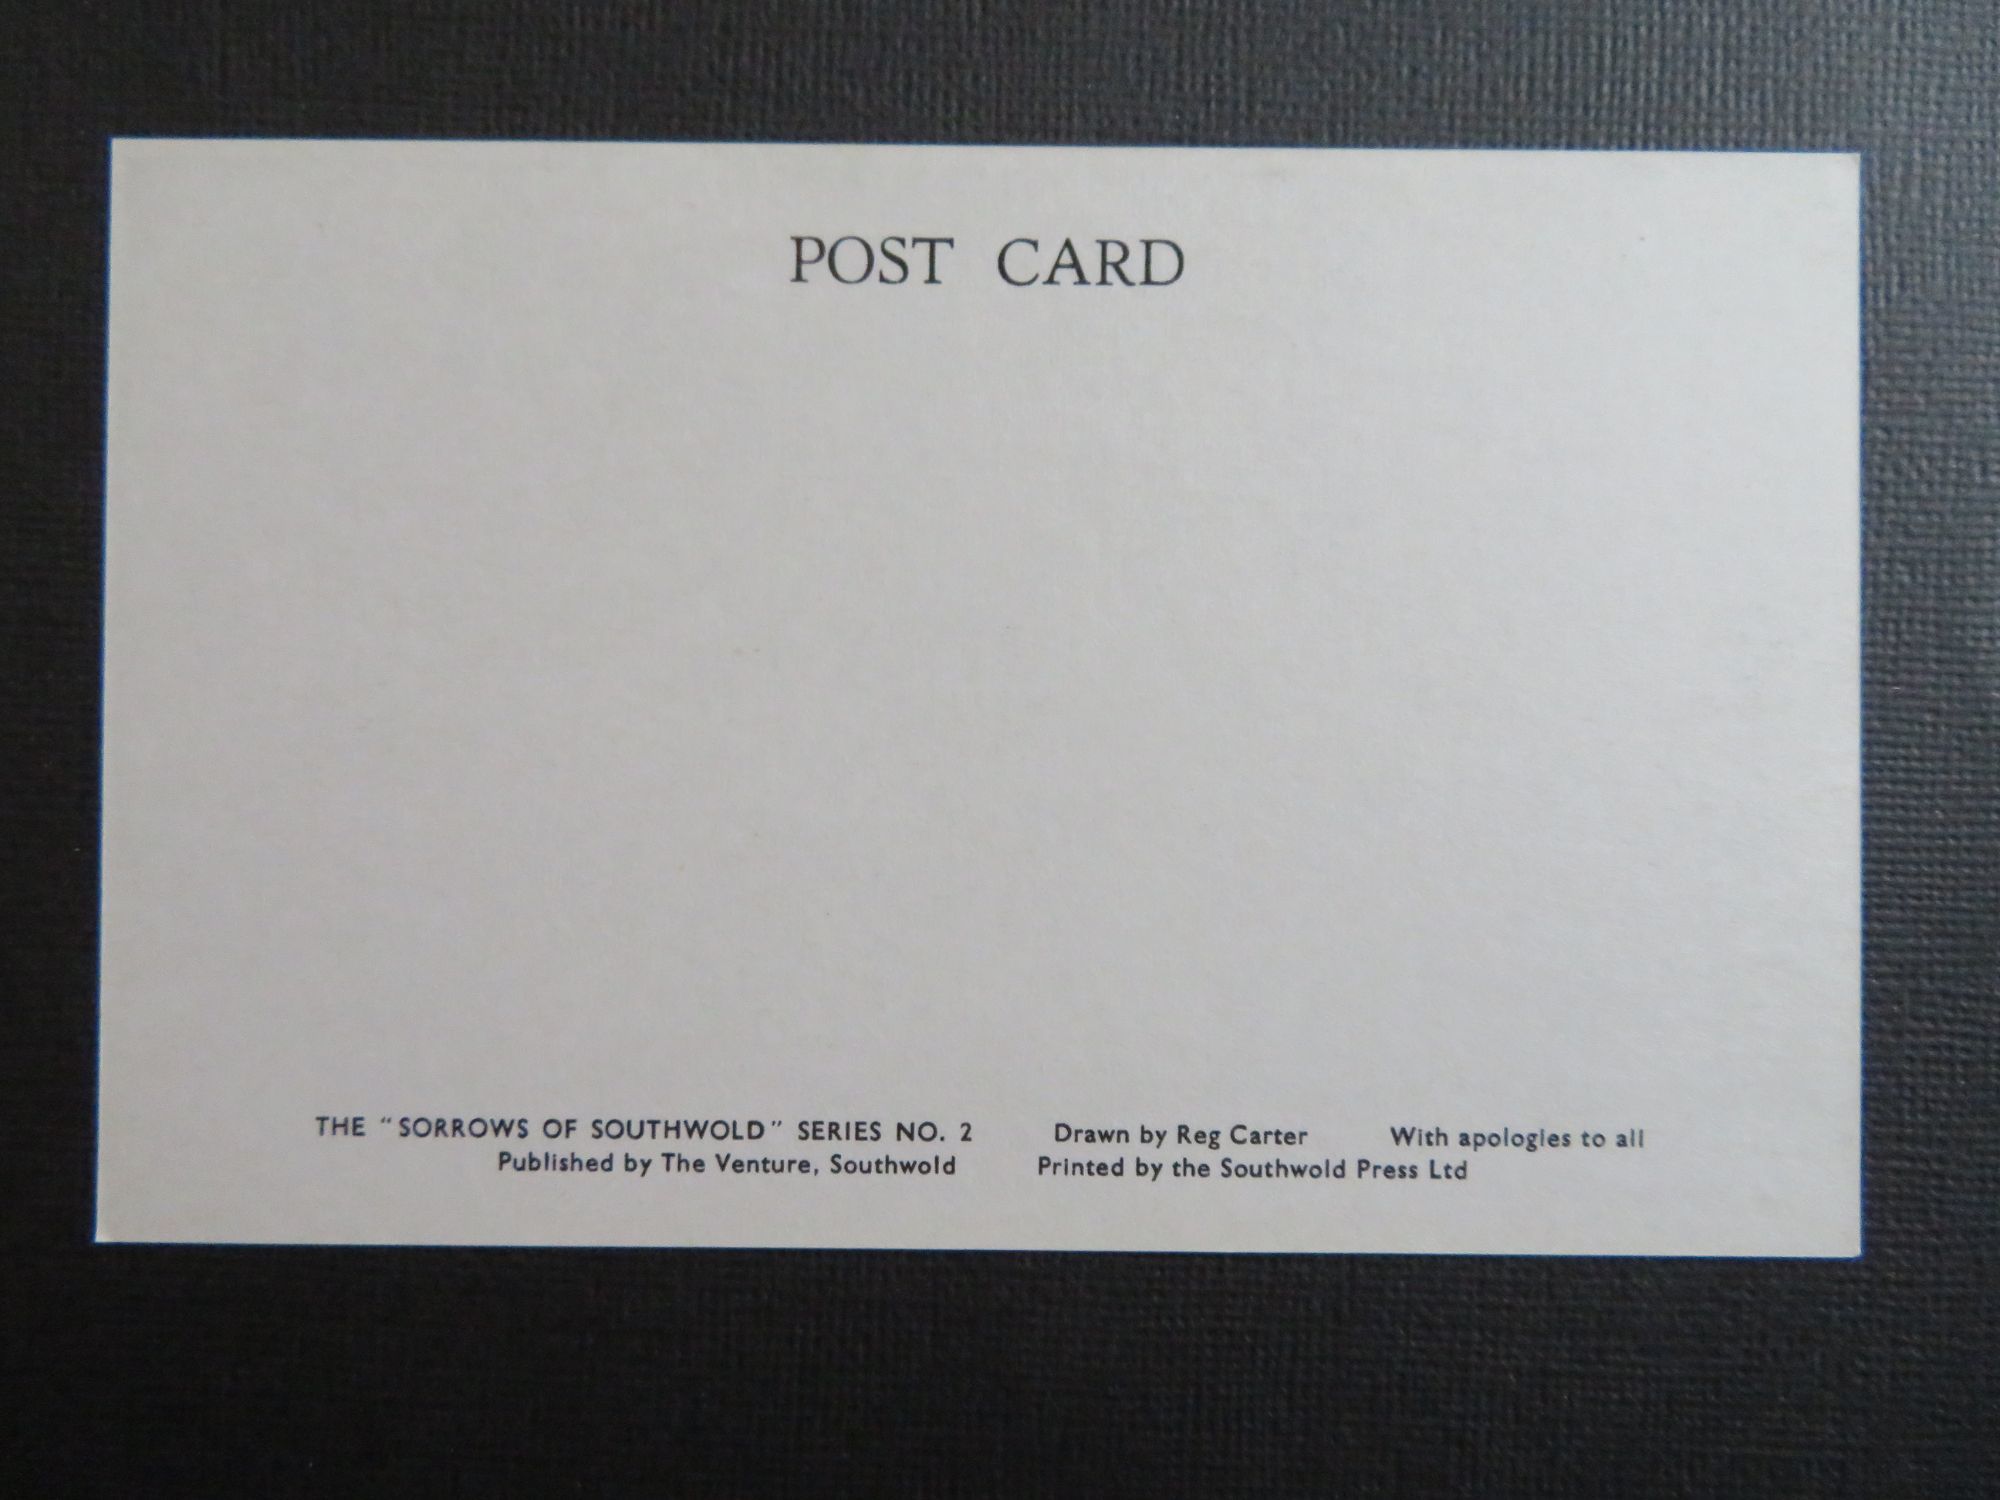 POST CARD
THE “SORROWS OF SOUTHWOLD” SERIES NO. 2 Drawn by Reg Carter With apologies to all
Published by The Venture, Southwold Printed by the Southwold Press Ltd